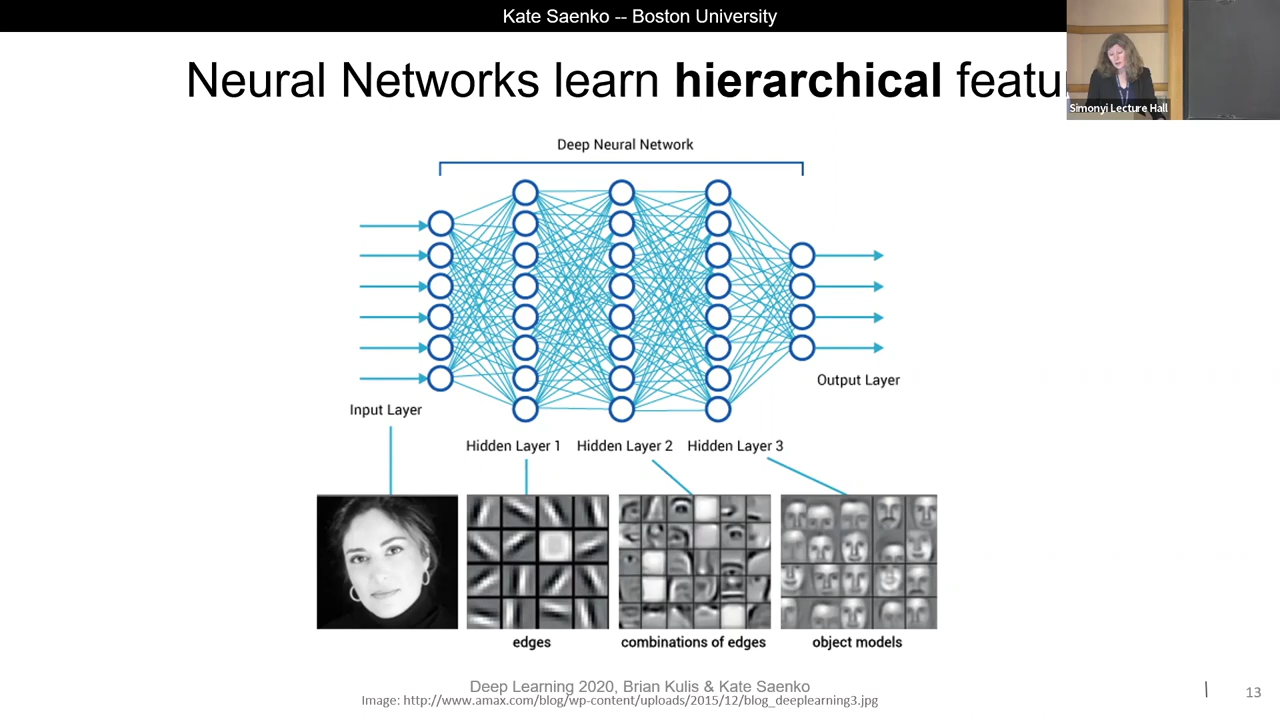 Kate Saenko -- Boston University
Neural Networks learn hierarchical featu
Simonyi Lecture Hall
Deep Neural Network
Output Layer
Input Layer
Hidden Layer 1
Hidden Layer 2
Hidden Layer 3
edges
combinations of edges
object models
Deep Learning 2020, Brian Kulis & Kate Saenko
Image: http://www.amax.com/blog/wp-content/uploads/2015/12/blog_deeplearning3.jpg
13